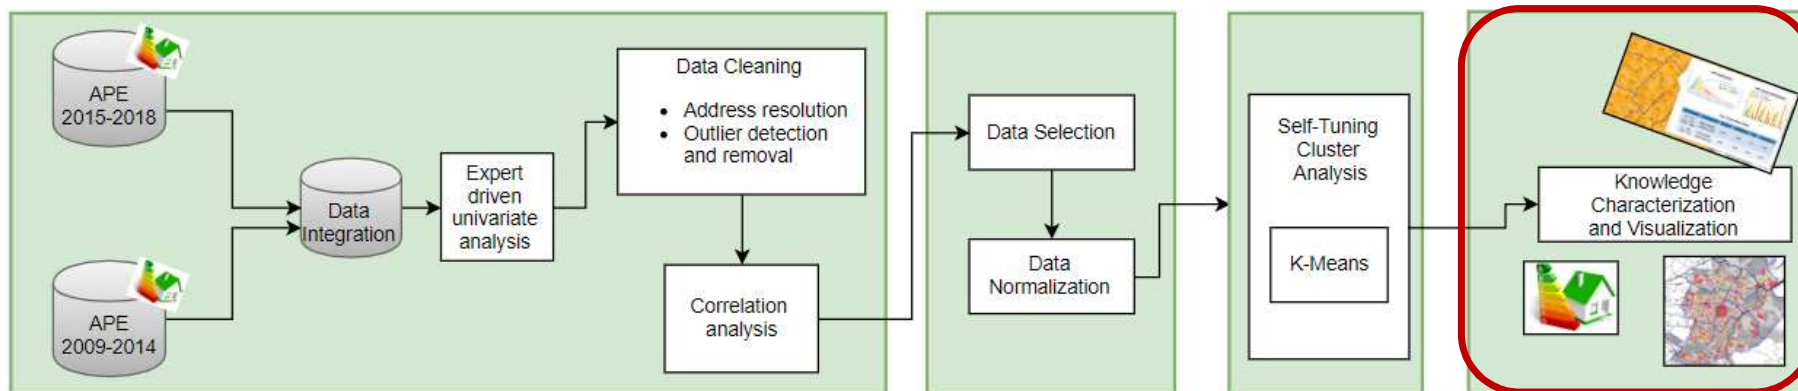 APE
2015-2018
APE
2009-2014
Data
Integration
Expert
driven
univariate
analysis
Data Cleaning
• Address resolution
• Outlier detection
and removal
Correlation
analysis
Data Selection
Data
Normalization
Self-Tuning
Cluster
Analysis
K-Means
Knowledge
Characterization
and Visualization